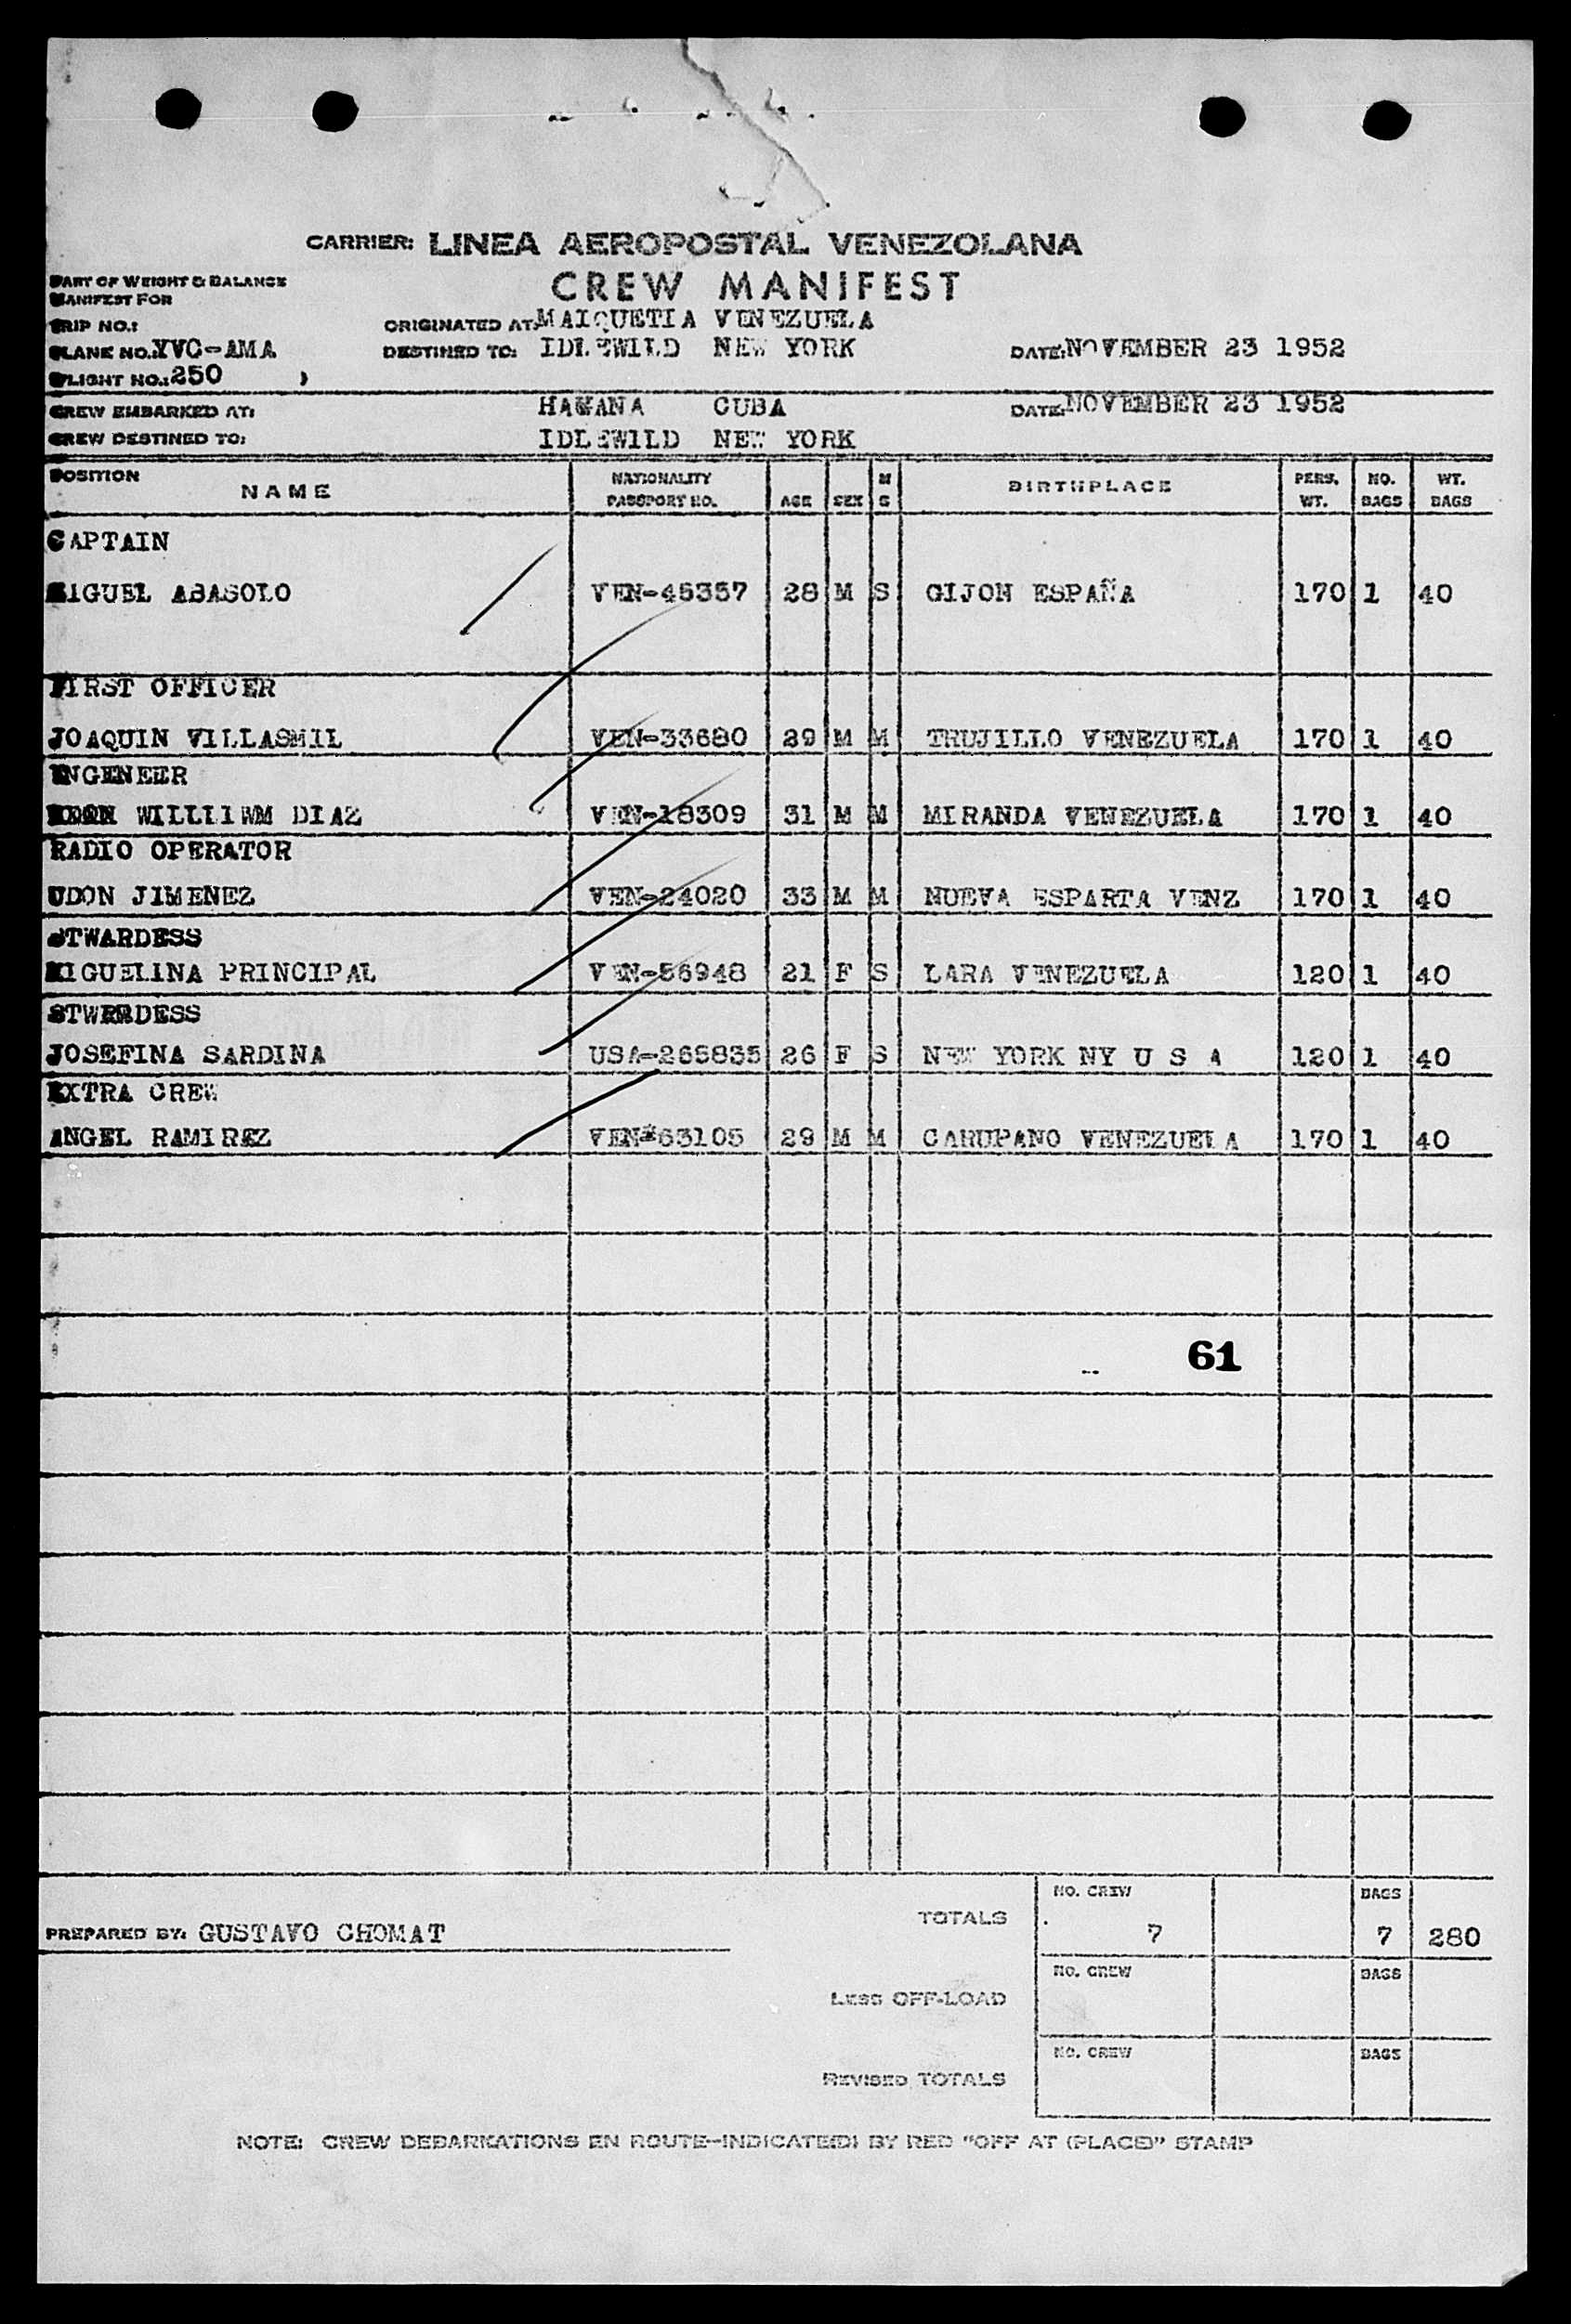 CARRIER: LINEA AEROPOSTAL VENEZOLANA
PART OF WEIGHT & BALANCE
MANIFEST FOR
CREW MANIFEST
TRIP NO.:
ORIGINATED AT: MAIQUETIA VENEZUELA
PLANE NO.: YVC-AMA
DESTINED TO: IDLEWILD NEW YORK
DATE: NOVEMBER 23 1952
FLIGHT NO.: 250 )
CREW EMBARKED AT: HAVANA CUBA
DATE: NOVEMBER 23 1952
CREW DESTINED TO: IDLEWILD NEW YORK
POSITION NAME NATIONALITY PASSPORT NO. AGE SEX M S BIRTHPLACE PERS. WT. NO. BAGS WT. BAGS
CAPTAIN
MIGUEL ABASOLO VEN-45357 28 M S GIJON ESPAÑA 170 1 40
FIRST OFFICER
JOAQUIN VILLASMIL VEN-33680 29 M M TRUJILLO VENEZUELA 170 1 40
ENGENEER
WILLLIWM DIAZ VEN-18309 31 M M MIRANDA VENEZUELA 170 1 40
RADIO OPERATOR
UDON JIMENEZ VEN-24020 33 M M NUEVA ESPARTA VENZ 170 1 40
STWARDESS
MIGUELINA PRINCIPAL VEN-56948 21 F S LARA VENEZUELA 120 1 40
STWERDESS
JOSEFINA SARDINA USA-265835 26 F S NEW YORK NY U S A 120 1 40
EXTRA CREW
ANGEL RAMIREZ VEN*63105 29 M M CARUPANO VENEZUELA 170 1 40
61
PREPARED BY: GUSTAVO CHOMAT
TOTALS NO. CREW 7 BAGS 7 280
LESS OFF-LOAD NO. CREW BAGS
REVISED TOTALS NO. CREW BAGS
NOTE: CREW DEBARKATIONS EN ROUTE-INDICATE(D) BY RED "OFF AT (PLACE)" STAMP